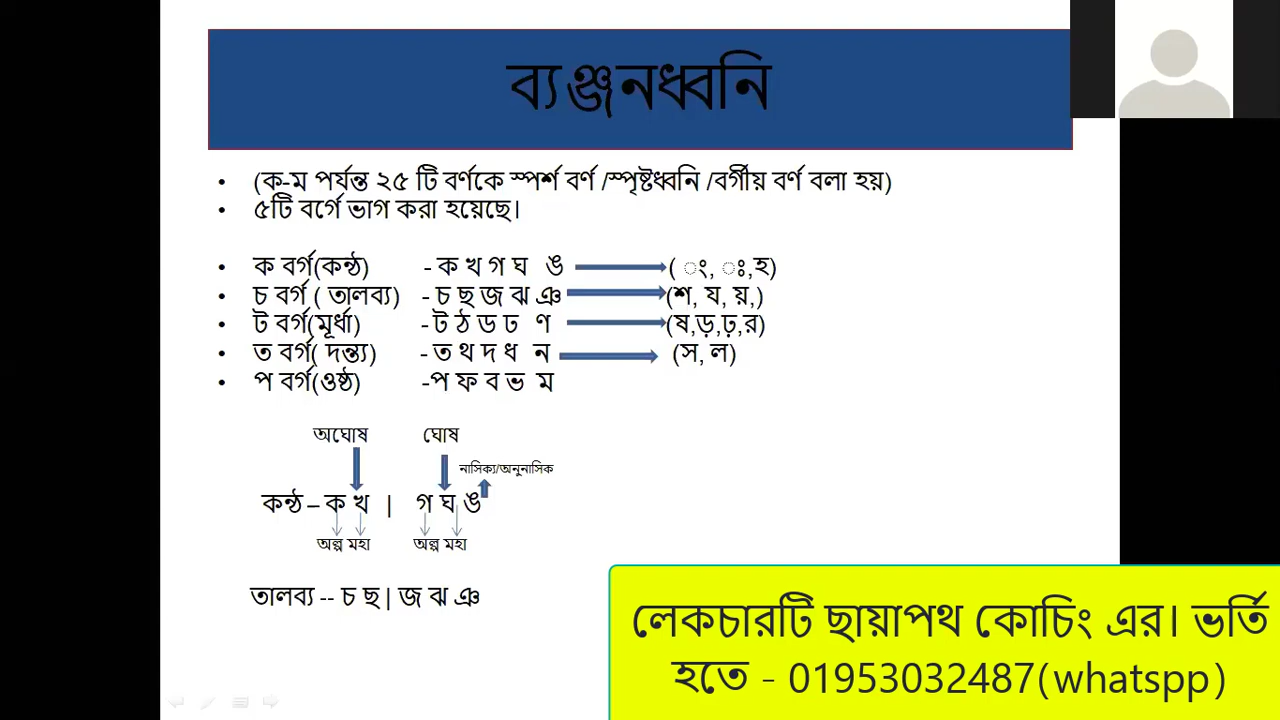 ব্যঞ্জনধ্বনি
(ক-ম পর্যন্ত ২৫ টি বর্ণকে স্পর্শ বর্ণ /স্পৃষ্টধ্বনি /বর্গীয় বর্ণ বলা হয়)
৫টি বর্গে ভাগ করা হয়েছে।
ক বর্গ(কন্ঠ) - ক খ গ ঘ ঙ ( ং, ঃ,হ)
চ বর্গ ( তালব্য) - চ ছ জ ঝ ঞ (শ, য, য়,)
ট বর্গ(মূর্ধা) - ট ঠ ড ঢ ণ (ষ,ড়,ঢ়,র)
ত বর্গ( দন্ত্য) - ত থ দ ধ ন (স, ল)
প বর্গ(ওষ্ঠ) -প ফ ব ভ ম
অঘোষ ঘোষ
নাসিক্য/অনুনাসিক
কন্ঠ – ক খ | গ ঘ ঙ
অল্প মহা অল্প মহা
তালব্য -- চ ছ | জ ঝ ঞ
লেকচারটি ছায়াপথ কোচিং এর। ভর্তি
হতে - 01953032487(whatspp)